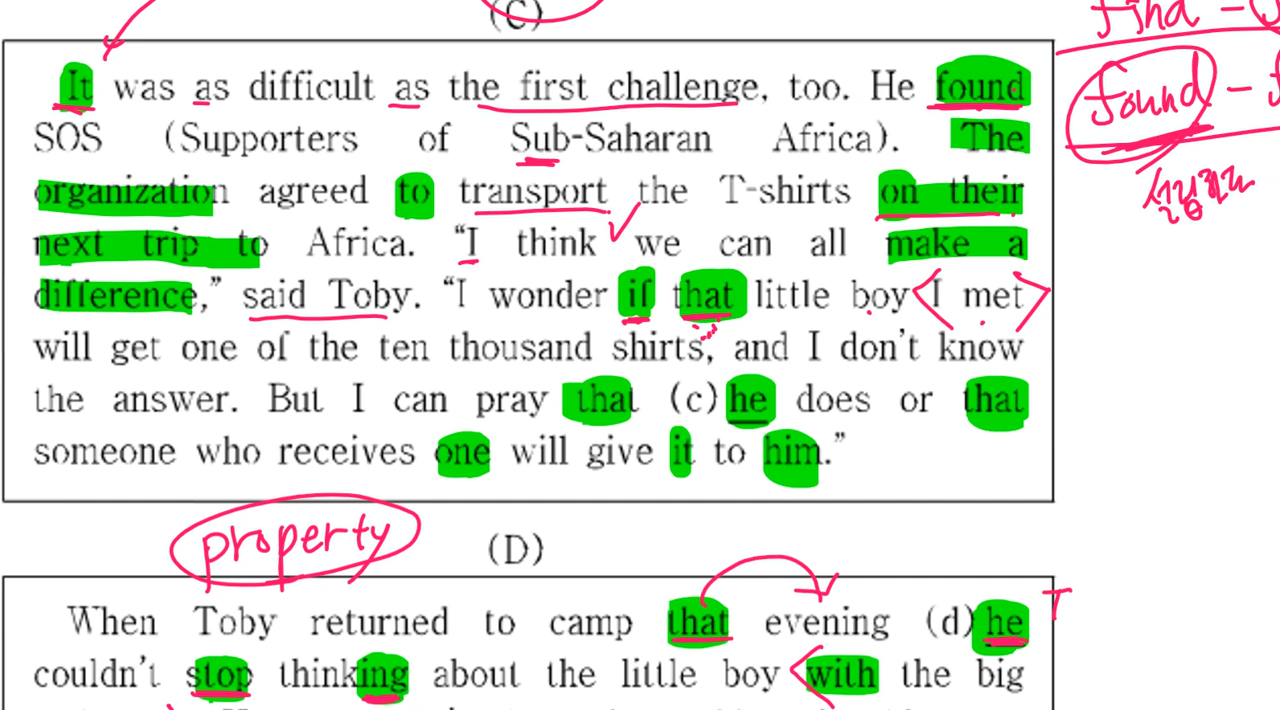 (C)
find -
It was as difficult as the first challenge, too. He found
found - f
SOS (Supporters of Sub-Saharan Africa). The
organization agreed to transport the T-shirts on their
설립하다
next trip to Africa. “I think we can all make a
difference,” said Toby. “I wonder if that little boy I met
will get one of the ten thousand shirts, and I don’t know
the answer. But I can pray that (c) he does or that
someone who receives one will give it to him.”
property
(D)
When Toby returned to camp that evening (d) he
T
couldn’t stop thinking about the little boy with the big